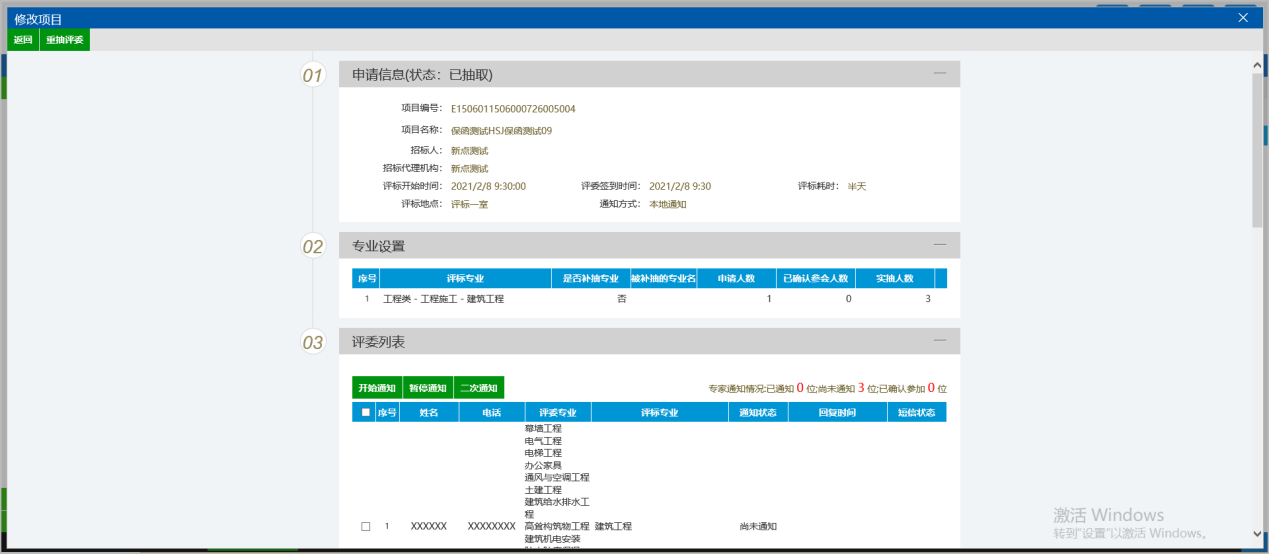 修改项目
返回 重抽评委
01 申请信息(状态：已抽取)
项目编号： E1506011506000726005004
项目名称： 保函测试HSJ保函测试09
招标人： 新点测试
招标代理机构： 新点测试
评标开始时间： 2021/2/8 9:30:00 评委签到时间： 2021/2/8 9:30 评标耗时： 半天
评标地点： 评标一室 通知方式： 本地通知
02 专业设置
序号 评标专业 是否补抽专业 被补抽的专业名 申请人数 已确认参会人数 实抽人数
1 工程类－工程施工－建筑工程 否 1 0 3
03 评委列表
开始通知 暂停通知 二次通知 专家通知情况:已通知 0 位;尚未通知 3 位;已确认参加 0 位
序号 姓名 电话 评委专业 评标专业 通知状态 回复时间 短信状态
幕墙工程
电气工程
电梯工程
办公家具
通风与空调工程
土建工程
建筑给水排水工
程
1 XXXXXX XXXXXXXX 高耸构筑物工程 建筑工程 尚未通知
建筑机电安装
激活 Windows
转到"设置"以激活 Windows。